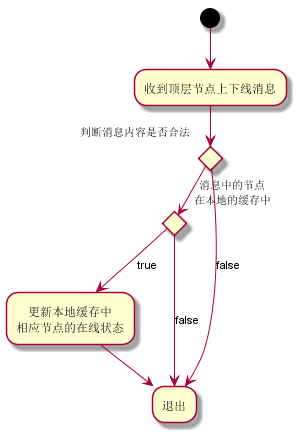 收到顶层节点上下线消息
判断消息内容是否合法
消息中的节点
在本地的缓存中
true
false
更新本地缓存中
相应节点的在线状态
false
退出